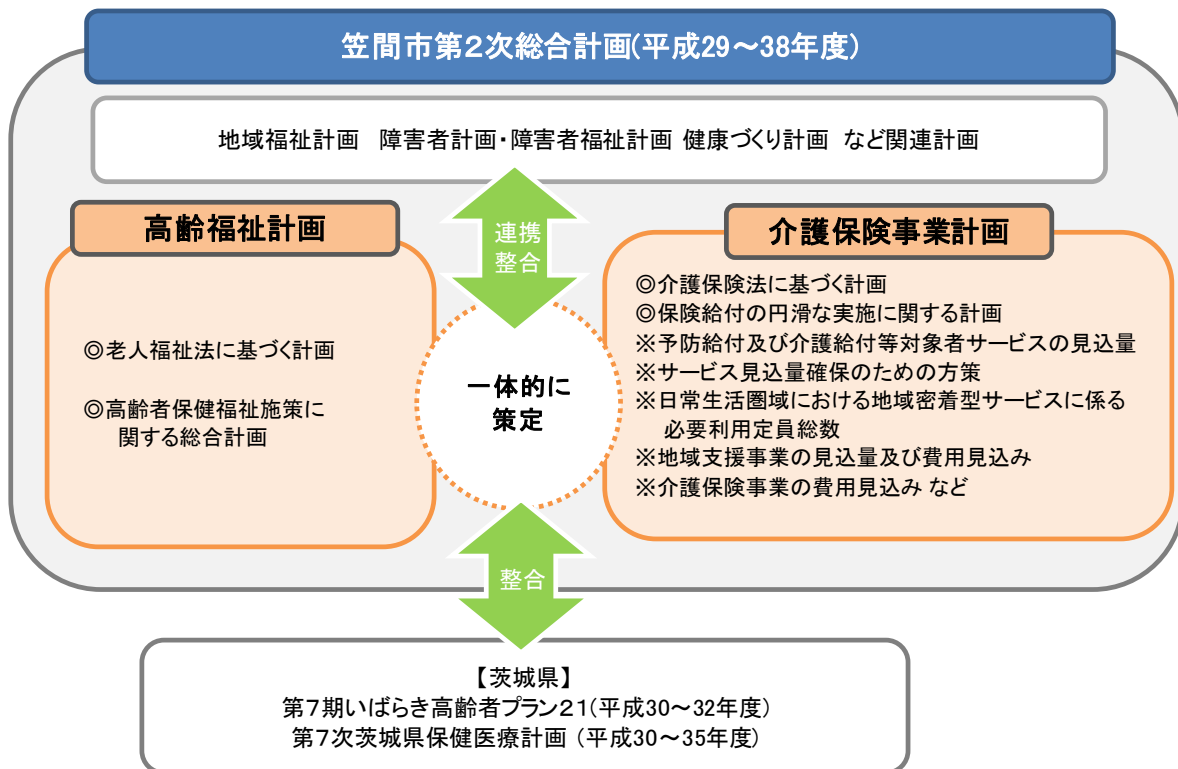 笠間市第2次総合計画(平成29~38年度)
地域福祉計画 障害者計画・障害者福祉計画 健康づくり計画 など関連計画
連携
整合
高齢福祉計画
◎老人福祉法に基づく計画
◎高齢者保健福祉施策に
関する総合計画
一体的に
策定
介護保険事業計画
◎介護保険法に基づく計画
◎保険給付の円滑な実施に関する計画
※予防給付及び介護給付等対象者サービスの見込量
※サービス見込量確保のための方策
※日常生活圏域における地域密着型サービスに係る
必要利用定員総数
※地域支援事業の見込量及び費用見込み
※介護保険事業の費用見込み など
整合
【茨城県】
第7期いばらき高齢者プラン21(平成30~32年度)
第7次茨城県保健医療計画 (平成30~35年度)